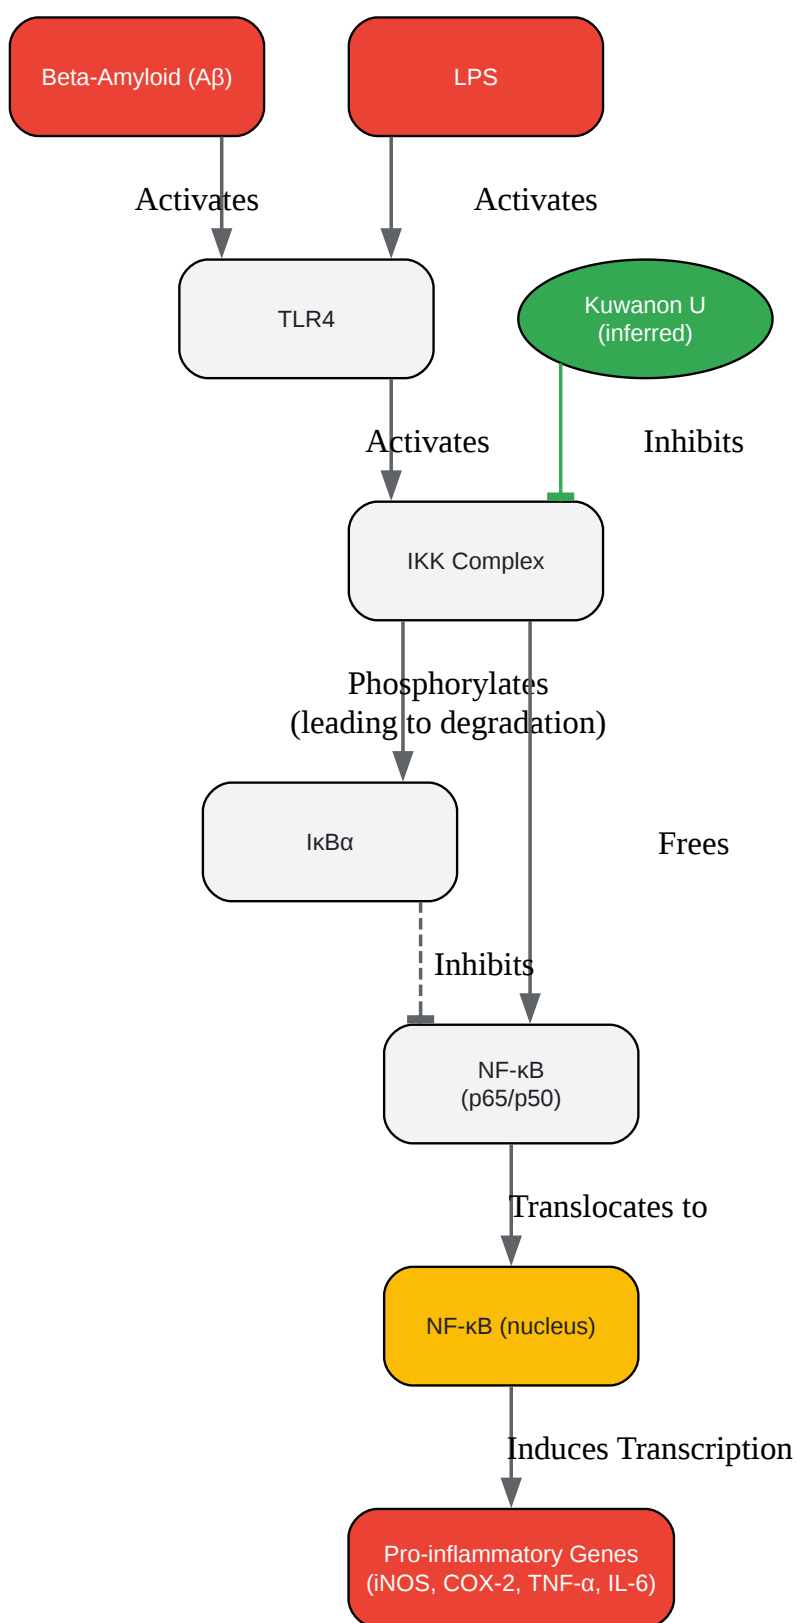 Beta-Amyloid (Aβ)
LPS
Activates
Activates
TLR4
Kuwanon U
(inferred)
Activates
Inhibits
IKK Complex
Phosphorylates
(leading to degradation)
IκBα
Frees
Inhibits
NF-κB
(p65/p50)
Translocates to
NF-κB (nucleus)
Induces Transcription
Pro-inflammatory Genes
(iNOS, COX-2, TNF-α, IL-6)